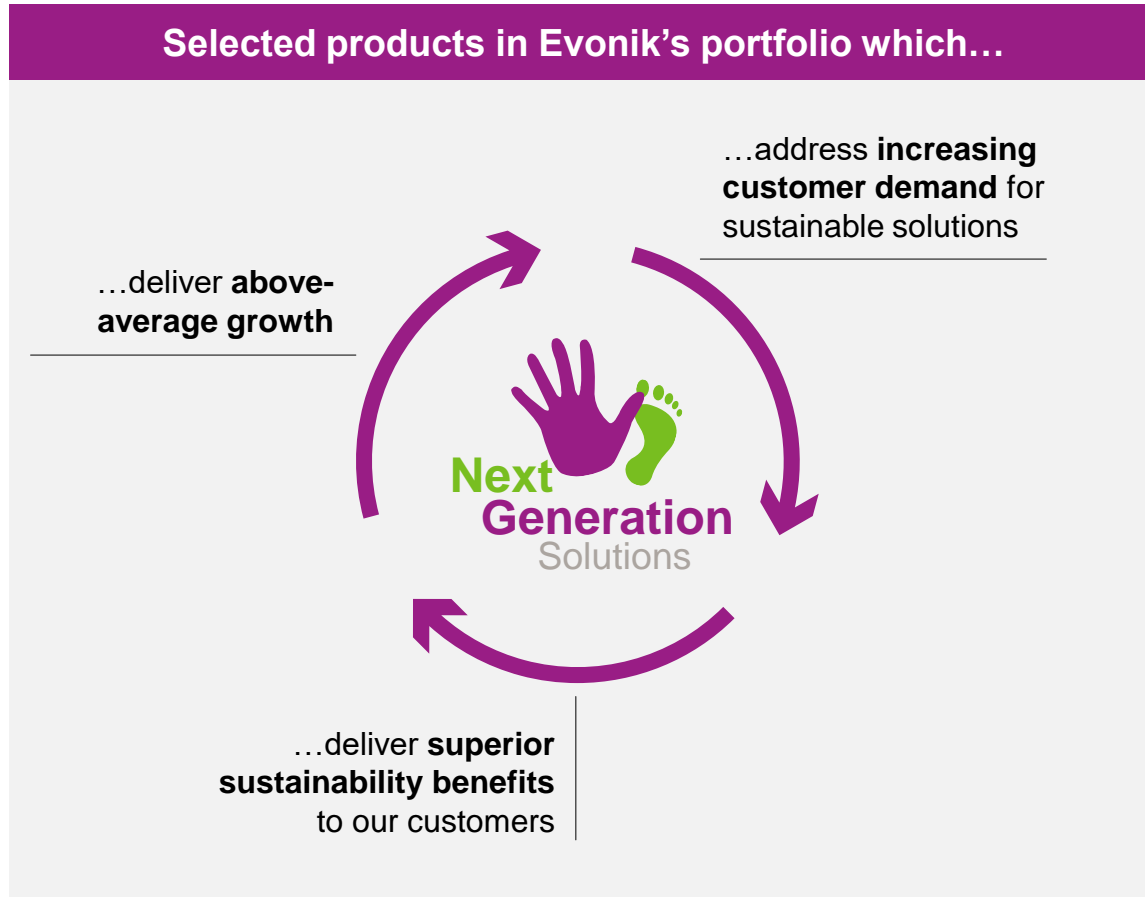 Selected products in Evonik’s portfolio which…
…address increasing
customer demand for
sustainable solutions
…deliver above-
average growth
Next
Generation
Solutions
…deliver superior
sustainability benefits
to our customers